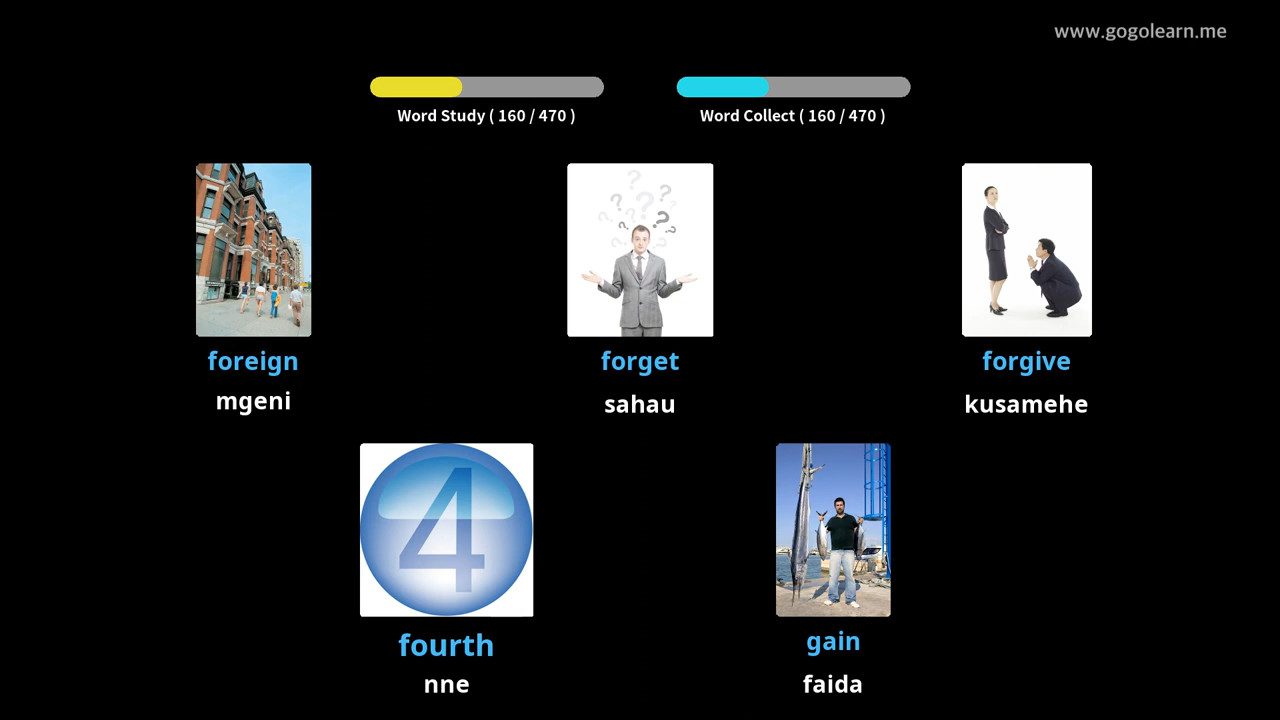 www.gogolearn.me
Word Study ( 160 / 470 )
Word Collect ( 160 / 470 )
foreign
mgeni
forget
sahau
forgive
kusamehe
4
fourth
nne
gain
faida